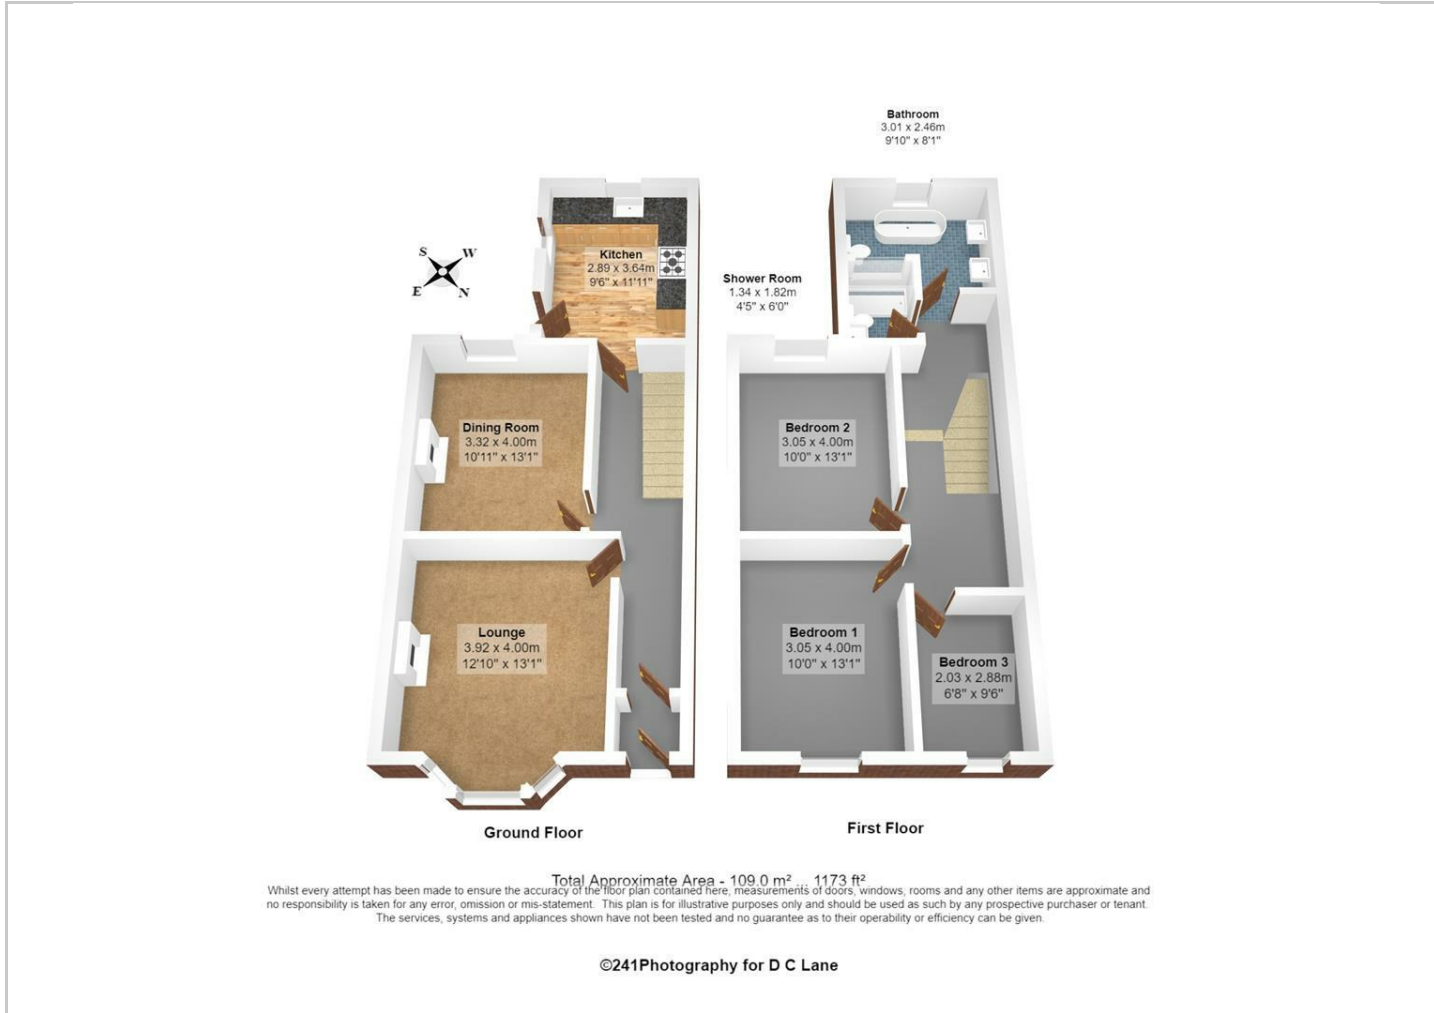 Bathroom
3.01 x 2.46m
9'10" x 8'1"
S
W
E
N
Kitchen
2.89 x 3.64m
9'6" x 11'11"
Shower Room
1.34 x 1.82m
4'5" x 6'0"
Dining Room
3.32 x 4.00m
10'11" x 13'1"
Bedroom 2
3.05 x 4.00m
10'0" x 13'1"
Lounge
3.92 x 4.00m
12'10" x 13'1"
Bedroom 1
3.05 x 4.00m
10'0" x 13'1"
Bedroom 3
2.03 x 2.88m
6'8" x 9'6"
Ground Floor
First Floor
Total Approximate Area - 109.0 m² ... 1173 ft²
Whilst every attempt has been made to ensure the accuracy of the floor plan contained here, measurements of doors, windows, rooms and any other items are approximate and
no responsibility is taken for any error, omission or mis-statement. This plan is for illustrative purposes only and should be used as such by any prospective purchaser or tenant.
The services, systems and appliances shown have not been tested and no guarantee as to their operability or efficiency can be given.
©241Photography for D C Lane